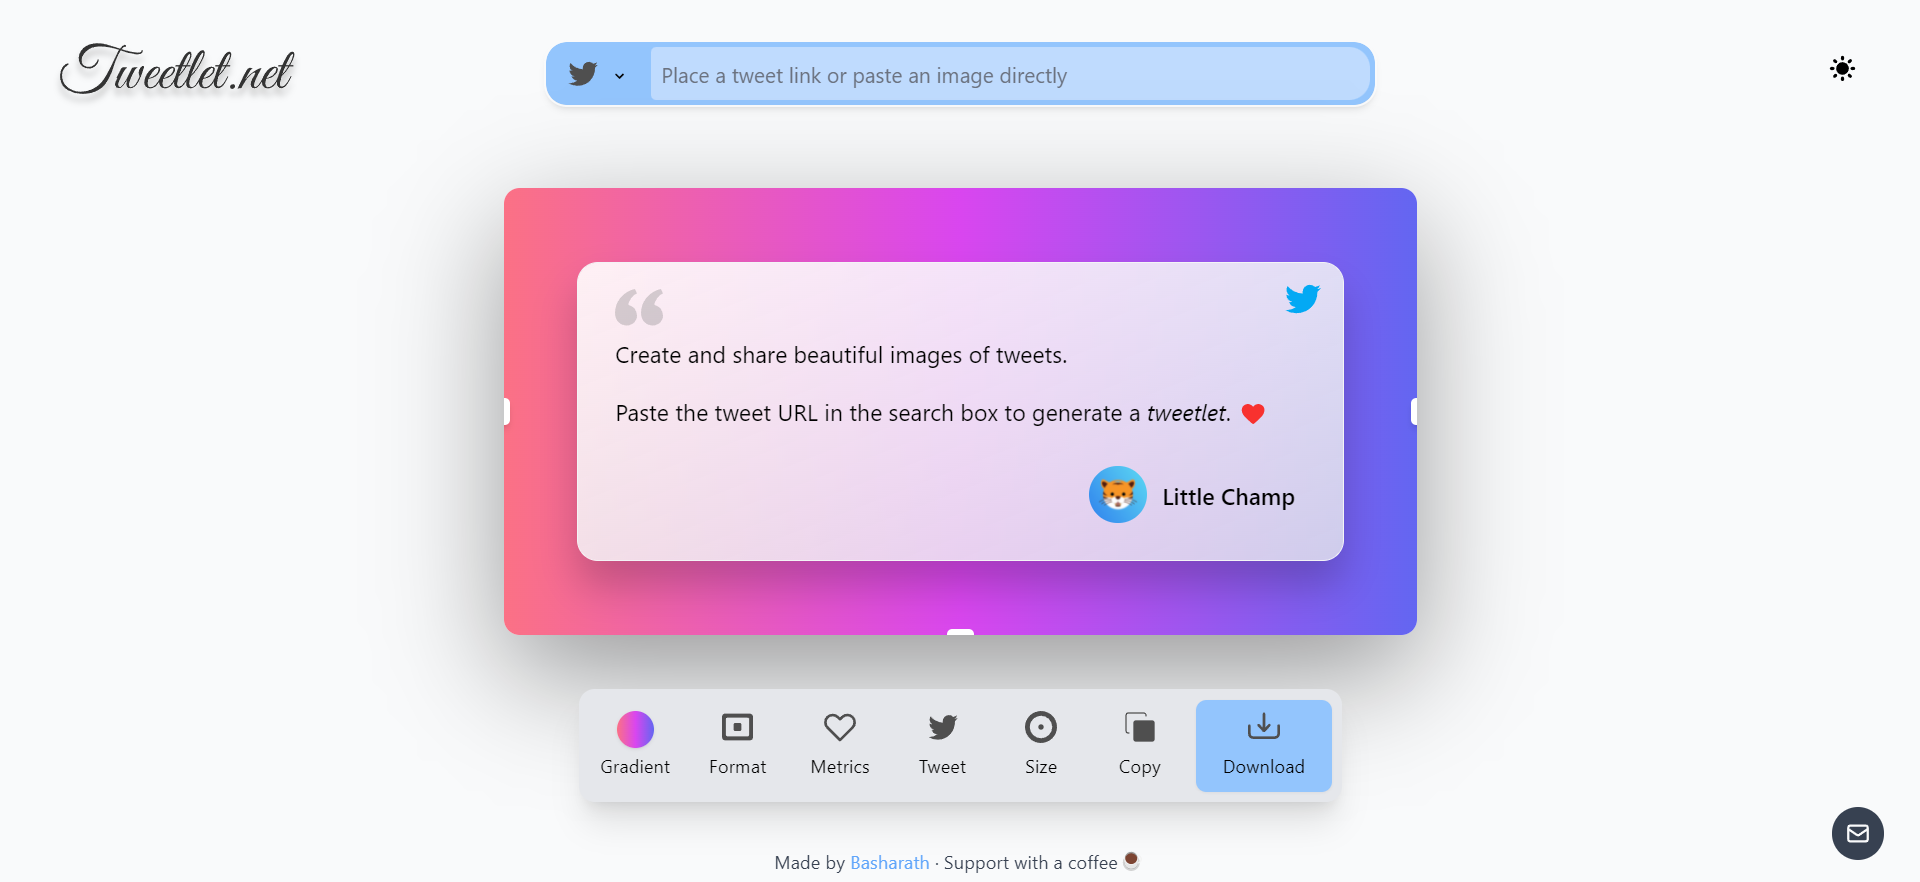 Tweetlet.net
Place a tweet link or paste an image directly
Create and share beautiful images of tweets.
Paste the tweet URL in the search box to generate a tweetlet. ❤️
Little Champ
Gradient Format Metrics Tweet Size Copy Download
Made by Basharath · Support with a coffee